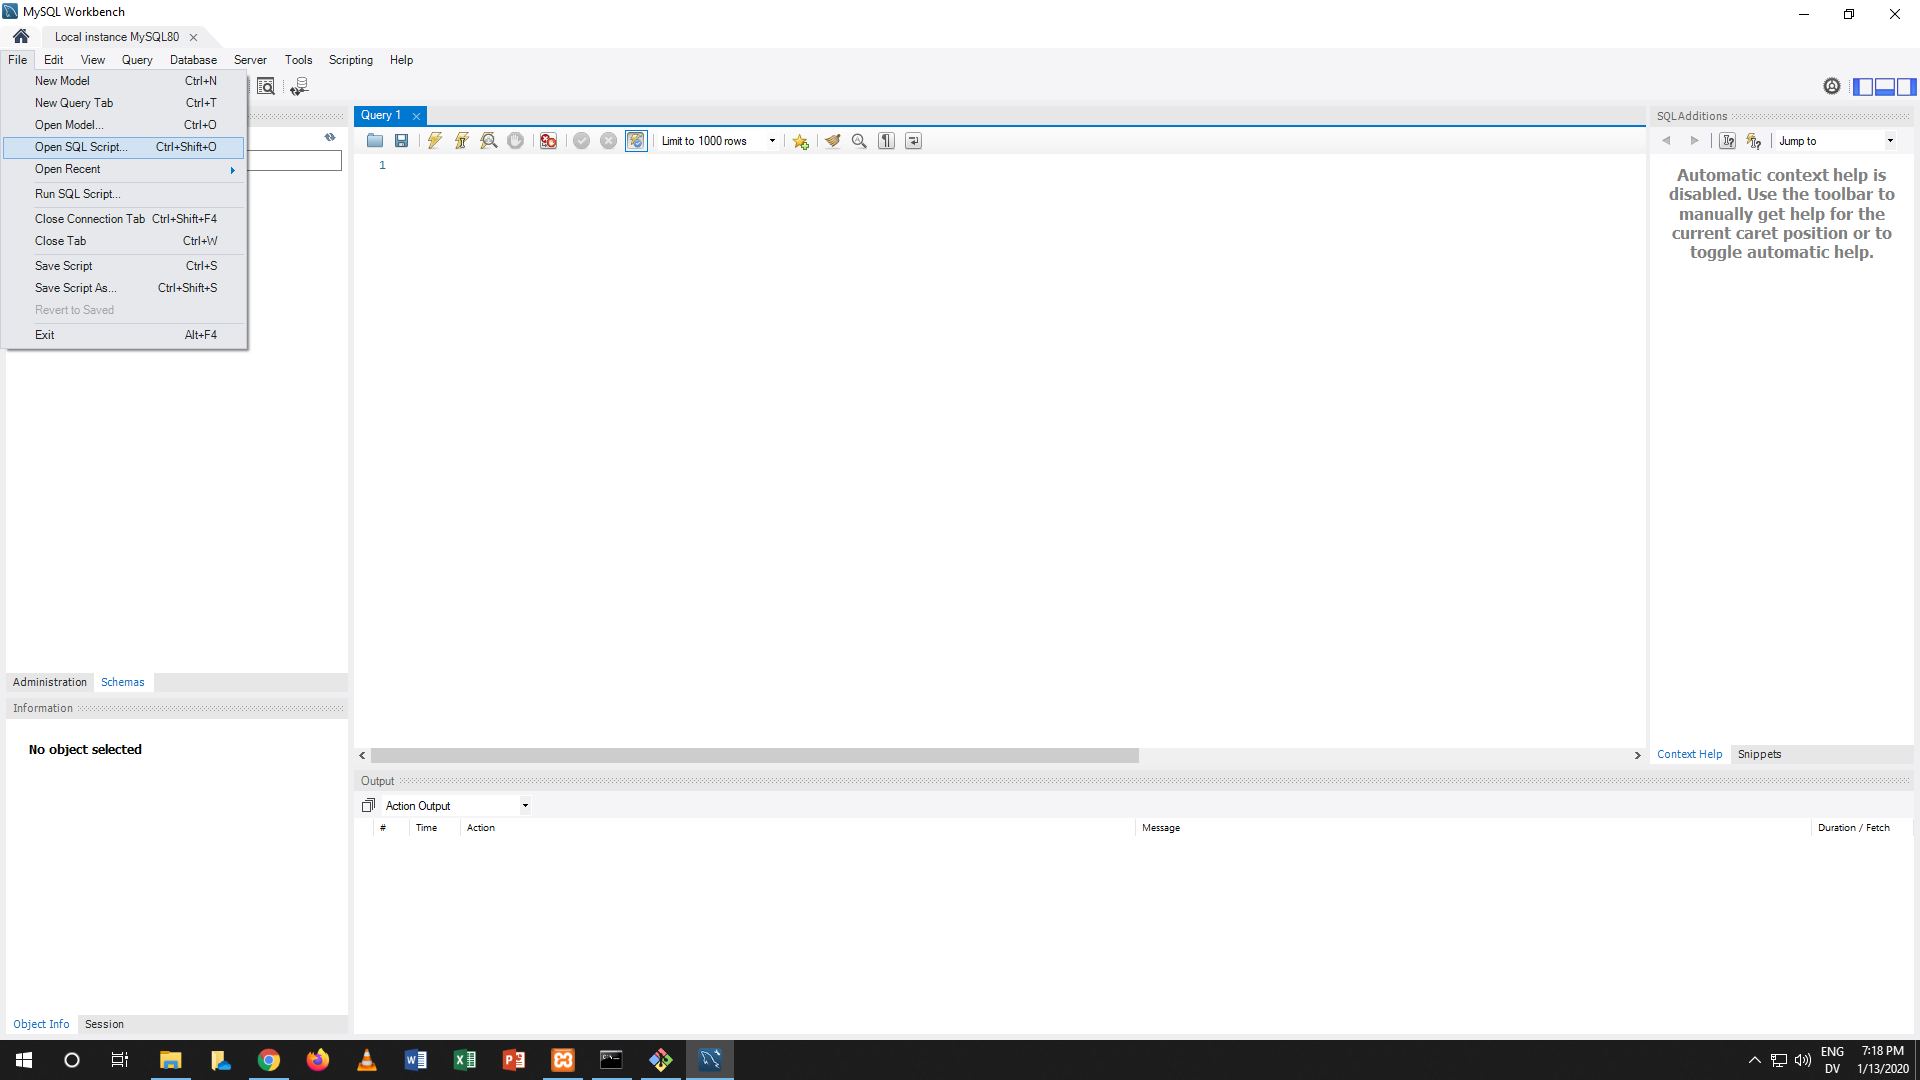 MySQL Workbench
Local instance MySQL80
File Edit View Query Database Server Tools Scripting Help
New Model Ctrl+N
New Query Tab Ctrl+T
Open Model... Ctrl+O
Open SQL Script... Ctrl+Shift+O
Open Recent
Run SQL Script...
Close Connection Tab Ctrl+Shift+F4
Close Tab Ctrl+W
Save Script Ctrl+S
Save Script As... Ctrl+Shift+S
Revert to Saved
Exit Alt+F4
Query 1
Limit to 1000 rows
1
SQLAdditions
Jump to
Automatic context help is
disabled. Use the toolbar to
manually get help for the
current caret position or to
toggle automatic help.
Administration Schemas
Information
No object selected
Context Help Snippets
Output
Action Output
# Time Action Message Duration / Fetch
Object Info Session
ENG
DV
7:18 PM
1/13/2020